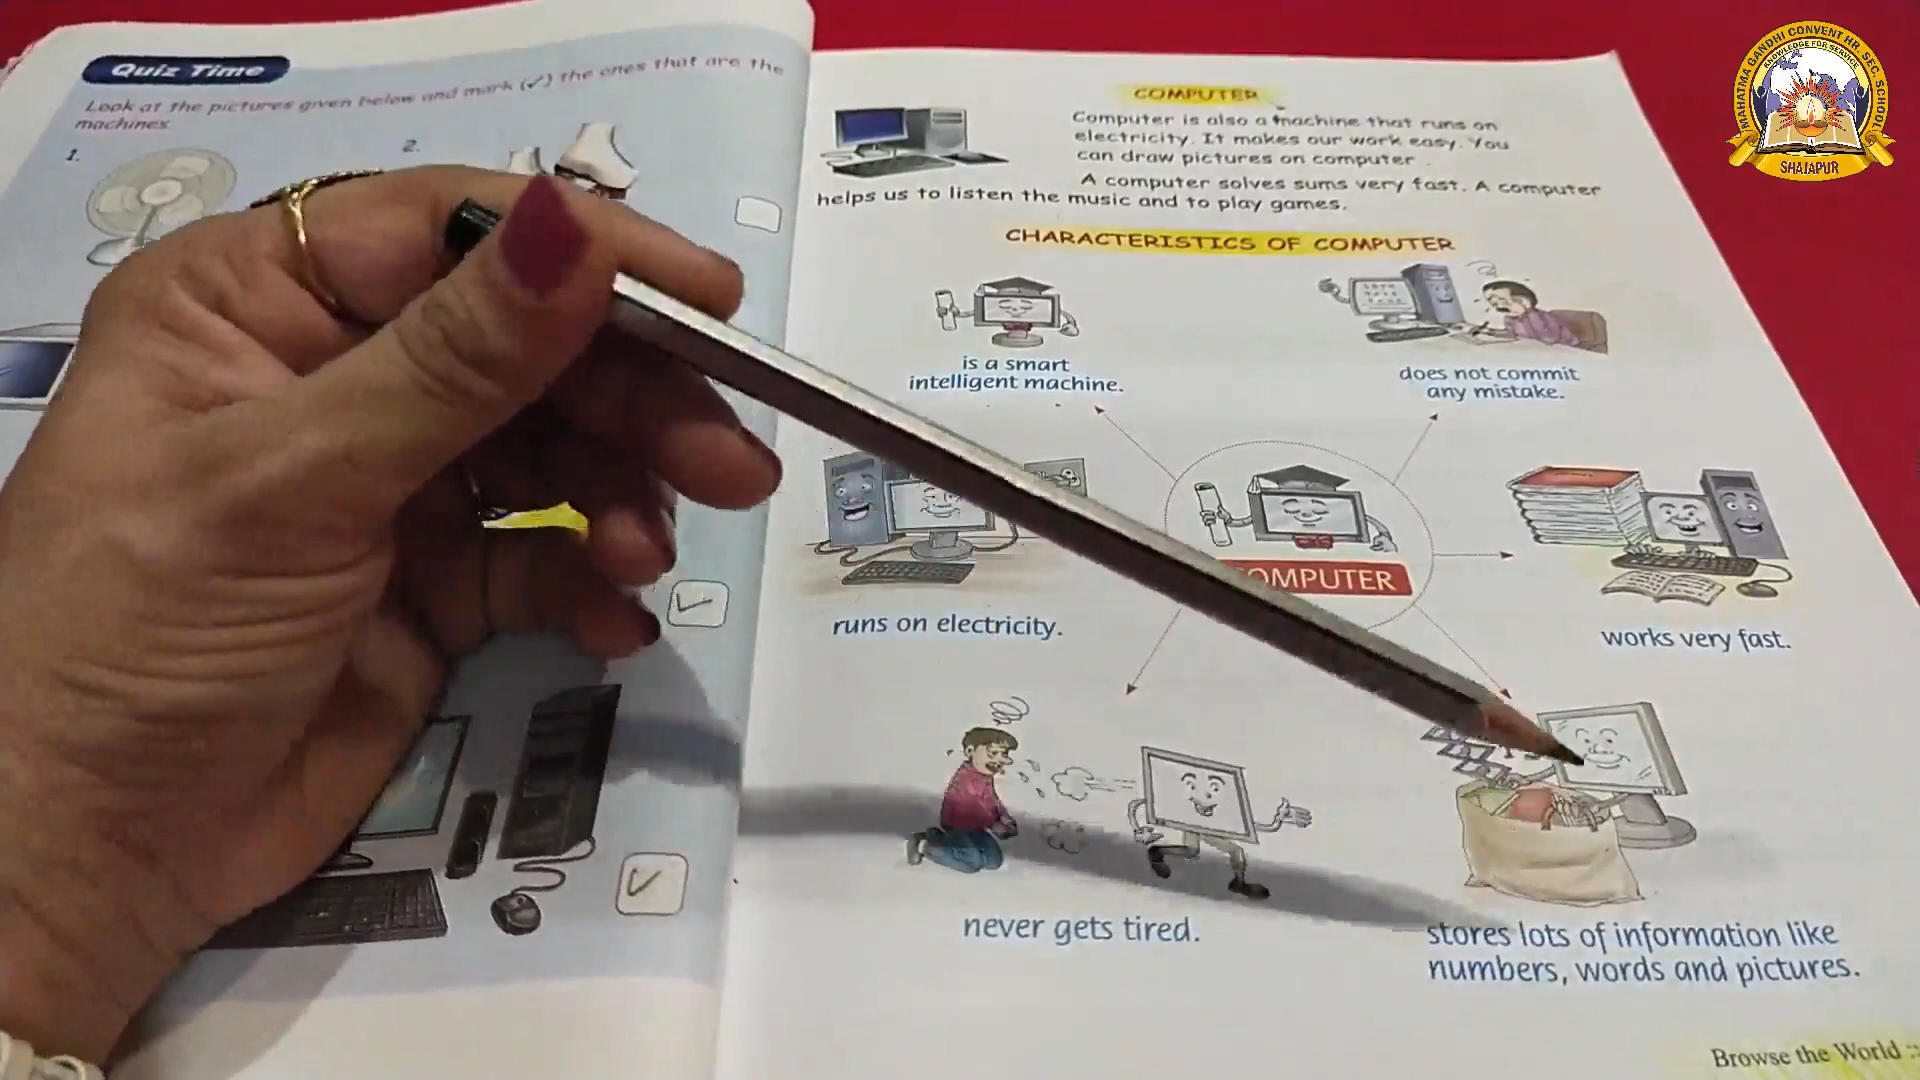 Quiz Time
Look at the pictures given below and mark (✓) the ones that are the
machines.
1.
2.
COMPUTER
Computer is also a machine that runs on
electricity. It makes our work easy. You
can draw pictures on computer .
A computer solves sums very fast. A computer
helps us to listen the music and to play games.
CHARACTERISTICS OF COMPUTER
is a smart
intelligent machine.
does not commit
any mistake.
COMPUTER
runs on electricity.
works very fast.
never gets tired.
stores lots of information like
numbers, words and pictures.
Browse the World ::
MAHATMA GANDHI CONVENT HR. SEC. SCHOOL
KNOWLEDGE FOR SERVICE
SHAJAPUR